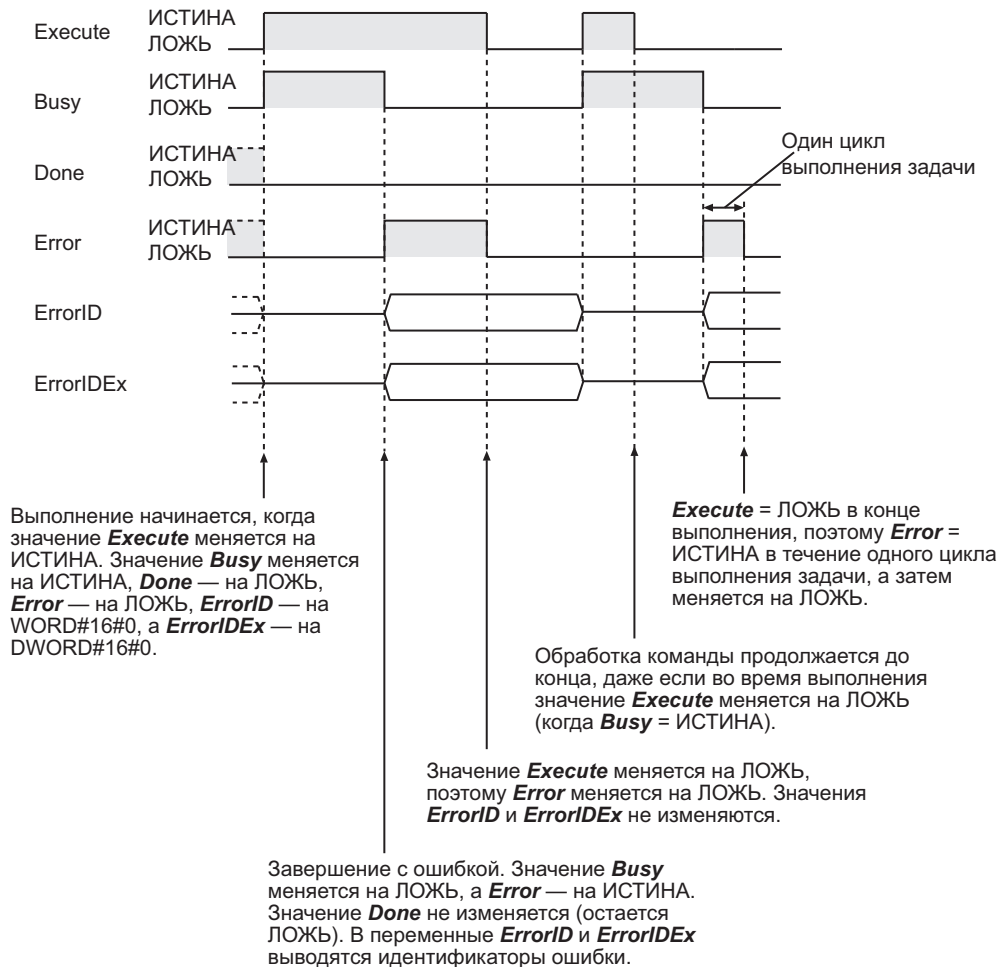 Execute
ИСТИНА
ЛОЖЬ
Busy
ИСТИНА
ЛОЖЬ
Done
ИСТИНА
ЛОЖЬ
Один цикл
выполнения задачи
Error
ИСТИНА
ЛОЖЬ
ErrorID
ErrorIDEx
Выполнение начинается, когда
значение Execute меняется на
ИСТИНА. Значение Busy меняется
на ИСТИНА, Done — на ЛОЖЬ,
Error — на ЛОЖЬ, ErrorID — на
WORD#16#0, а ErrorIDEx — на
DWORD#16#0.
Execute = ЛОЖЬ в конце
выполнения, поэтому Error =
ИСТИНА в течение одного цикла
выполнения задачи, а затем
меняется на ЛОЖЬ.
Обработка команды продолжается до
конца, даже если во время выполнения
значение Execute меняется на ЛОЖЬ
(когда Busy = ИСТИНА).
Значение Execute меняется на ЛОЖЬ,
поэтому Error меняется на ЛОЖЬ. Значения
ErrorID и ErrorIDEx не изменяются.
Завершение с ошибкой. Значение Busy
меняется на ЛОЖЬ, а Error — на ИСТИНА.
Значение Done не изменяется (остается
ЛОЖЬ). В переменные ErrorID и ErrorIDEx
выводятся идентификаторы ошибки.